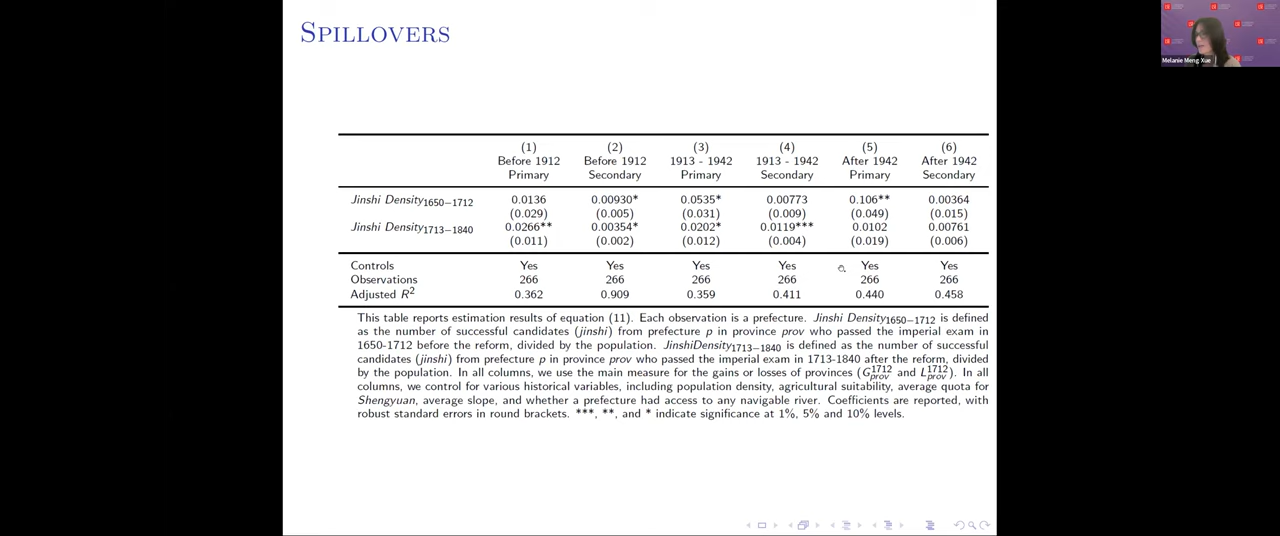 SPILLOVERS
Melanie Meng Xue
(1) (2) (3) (4) (5) (6)
Before 1912 Before 1912 1913 - 1942 1913 - 1942 After 1942 After 1942
Primary Secondary Primary Secondary Primary Secondary
Jinshi Density1650−1712 0.0136 0.00930* 0.0535* 0.00773 0.106** 0.00364
(0.029) (0.005) (0.031) (0.009) (0.049) (0.015)
Jinshi Density1713−1840 0.0266** 0.00354* 0.0202* 0.0119*** 0.0102 0.00761
(0.011) (0.002) (0.012) (0.004) (0.019) (0.006)
Controls Yes Yes Yes Yes Yes Yes
Observations 266 266 266 266 266 266
Adjusted R2 0.362 0.909 0.359 0.411 0.440 0.458
This table reports estimation results of equation (11). Each observation is a prefecture. Jinshi Density1650−1712 is defined
as the number of successful candidates (jinshi) from prefecture p in province prov who passed the imperial exam in
1650-1712 before the reform, divided by the population. JinshiDensity1713−1840 is defined as the number of successful
candidates (jinshi) from prefecture p in province prov who passed the imperial exam in 1713-1840 after the reform, divided
by the population. In all columns, we use the main measure for the gains or losses of provinces (G1712prov and L1712prov). In all
columns, we control for various historical variables, including population density, agricultural suitability, average quota for
Shengyuan, average slope, and whether a prefecture had access to any navigable river. Coefficients are reported, with
robust standard errors in round brackets. ***, **, and * indicate significance at 1%, 5% and 10% levels.